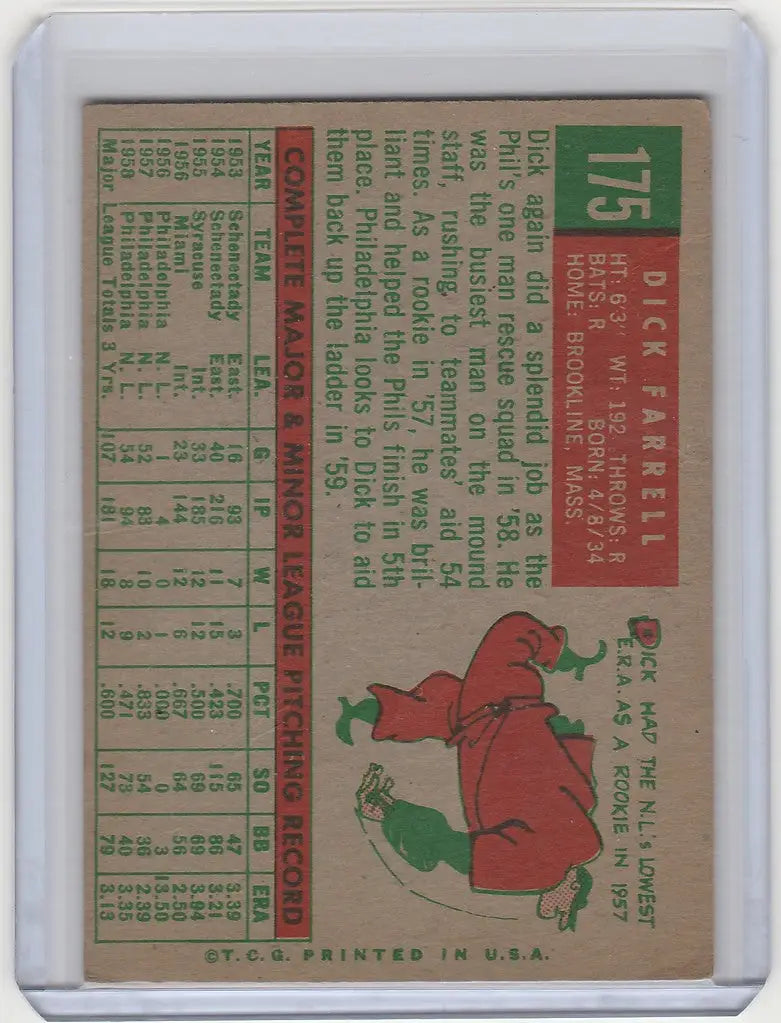 175
DICK FARRELL
HT: 6'3" WT: 192 THROWS: R
BATS: R BORN: 4/8/34
HOME: BROOKLINE, MASS.
Dick again did a splendid job as the
Phil's one man rescue squad in '58. He
was the busiest man on the mound
staff, rushing, to teammates' aid 54
times. As a rookie in '57, he was bril-
liant and helped the Phils finish in 5th
place. Philadelphia looks to Dick to aid
them back up the ladder in '59.
DICK HAD THE N.L.'s LOWEST
E.R.A. AS A ROOKIE IN 1957
COMPLETE MAJOR & MINOR LEAGUE PITCHING RECORD
YEAR TEAM LEA. G IP W L PCT SO BB ERA
1953 Schenectady East. 16 93 7 3 .700 65 47 3.39
1954 Schenectady East. 40 216 11 15 .423 115 86 3.21
1955 Syracuse Int. 33 185 12 12 .500 69 69 3.94
1956 Miami Int. 23 144 12 6 .667 64 56 2.50
1956 Philadelphia N. L. 1 4 0 1 .000 0 3 13.50
1957 Philadelphia N. L. 52 83 10 2 .833 54 36 2.39
1958 Philadelphia N. L. 54 94 8 9 .471 73 40 3.35
Major League Totals 3 Yrs. 107 181 18 12 .600 127 79 3.13
©T. C. G. PRINTED IN U.S.A.